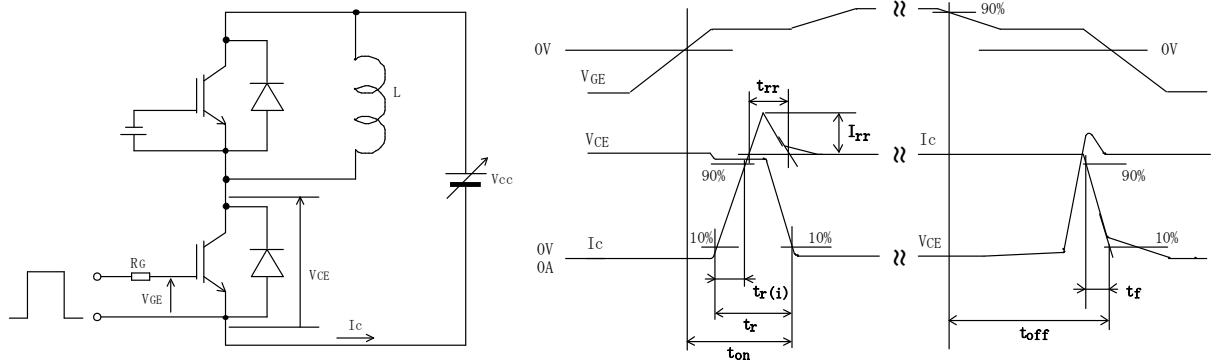 L
Vcc
RG
VGE
VCE
Ic
90%
0V
0V
VGE
trr
Irr
VCE
Ic
90%
90%
10%
10%
10%
0V
0A
Ic
VCE
tr(i)
tf
tr
toff
ton